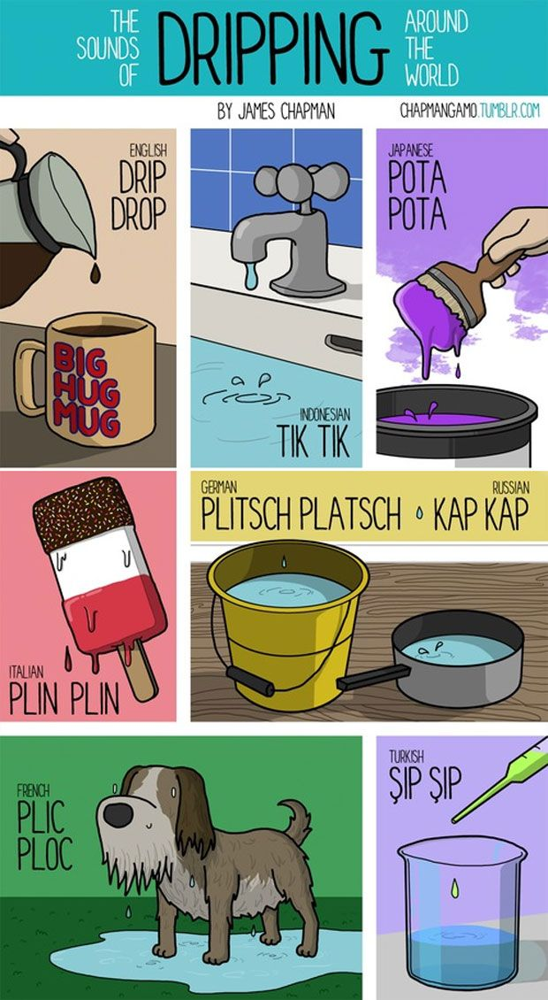 THE
SOUNDS
OF
DRIPPING
AROUND
THE
WORLD
BY JAMES CHAPMAN
CHAPMANGAMO.TUMBLR.COM
ENGLISH
DRIP
DROP
BIG
HUG
MUG
INDONESIAN
TIK TIK
JAPANESE
POTA
POTA
ITALIAN
PLIN PLIN
GERMAN
PLITSCH PLATSCH
RUSSIAN
KAP KAP
FRENCH
PLIC
PLOC
TURKISH
ŞIP ŞIP